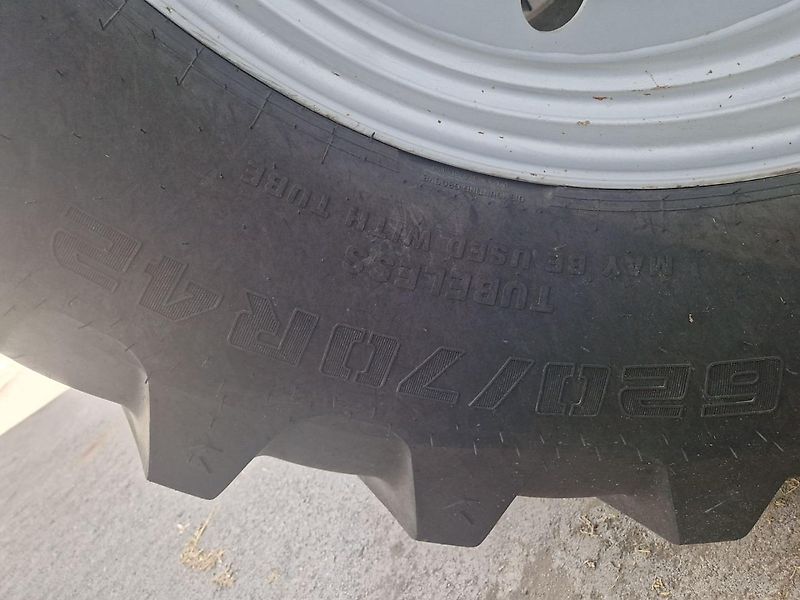 620/70R42
TUBELESS
MAY BE USED WITH TUBE